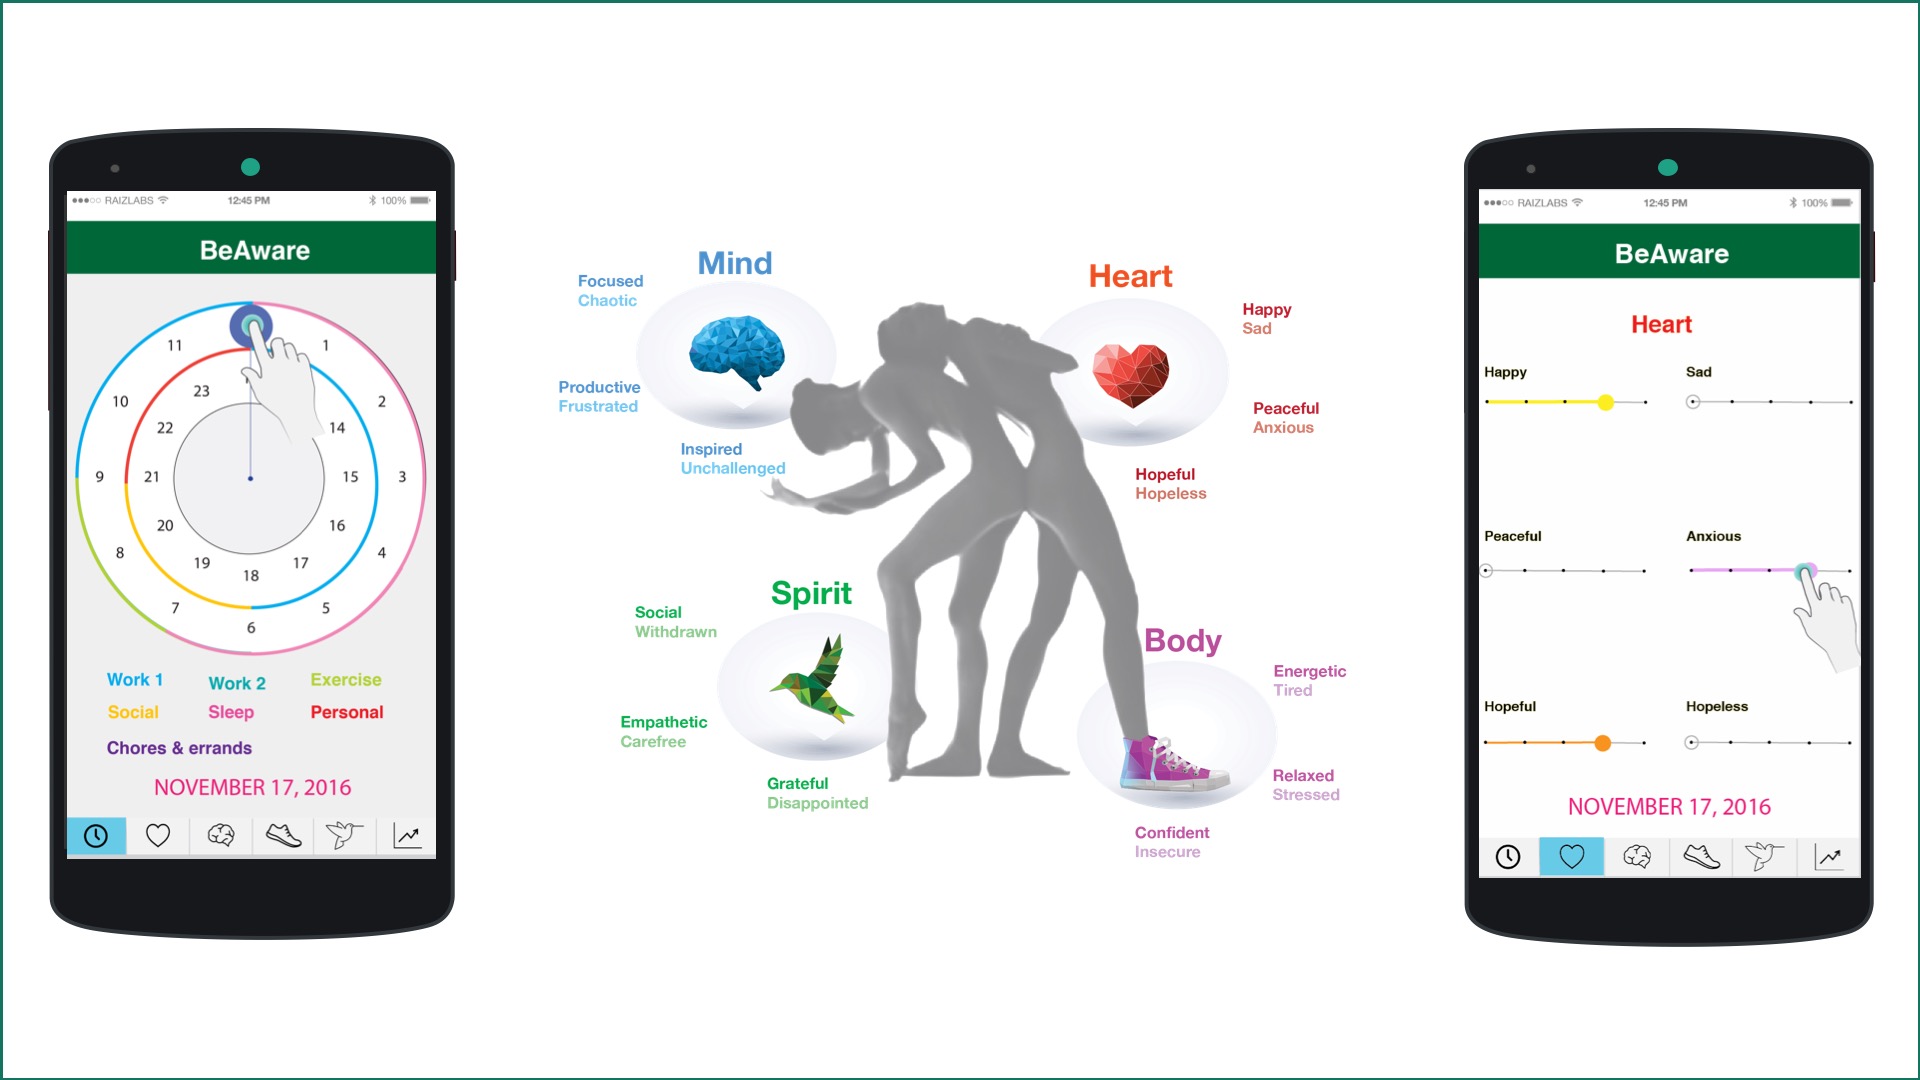 RAIZLABS
12:45 PM
100%
BeAware
11
1
10
23
2
22
14
9
21
15
3
20
16
8
19
17
4
18
7
5
6
Work 1
Work 2
Exercise
Social
Sleep
Personal
Chores & errands
NOVEMBER 17, 2016
Mind
Focused
Chaotic
Productive
Frustrated
Inspired
Unchallenged
Heart
Happy
Sad
Peaceful
Anxious
Hopeful
Hopeless
Spirit
Social
Withdrawn
Empathetic
Carefree
Grateful
Disappointed
Body
Energetic
Tired
Relaxed
Stressed
Confident
Insecure
RAIZLABS
12:45 PM
100%
BeAware
Heart
Happy
Sad
Peaceful
Anxious
Hopeful
Hopeless
NOVEMBER 17, 2016